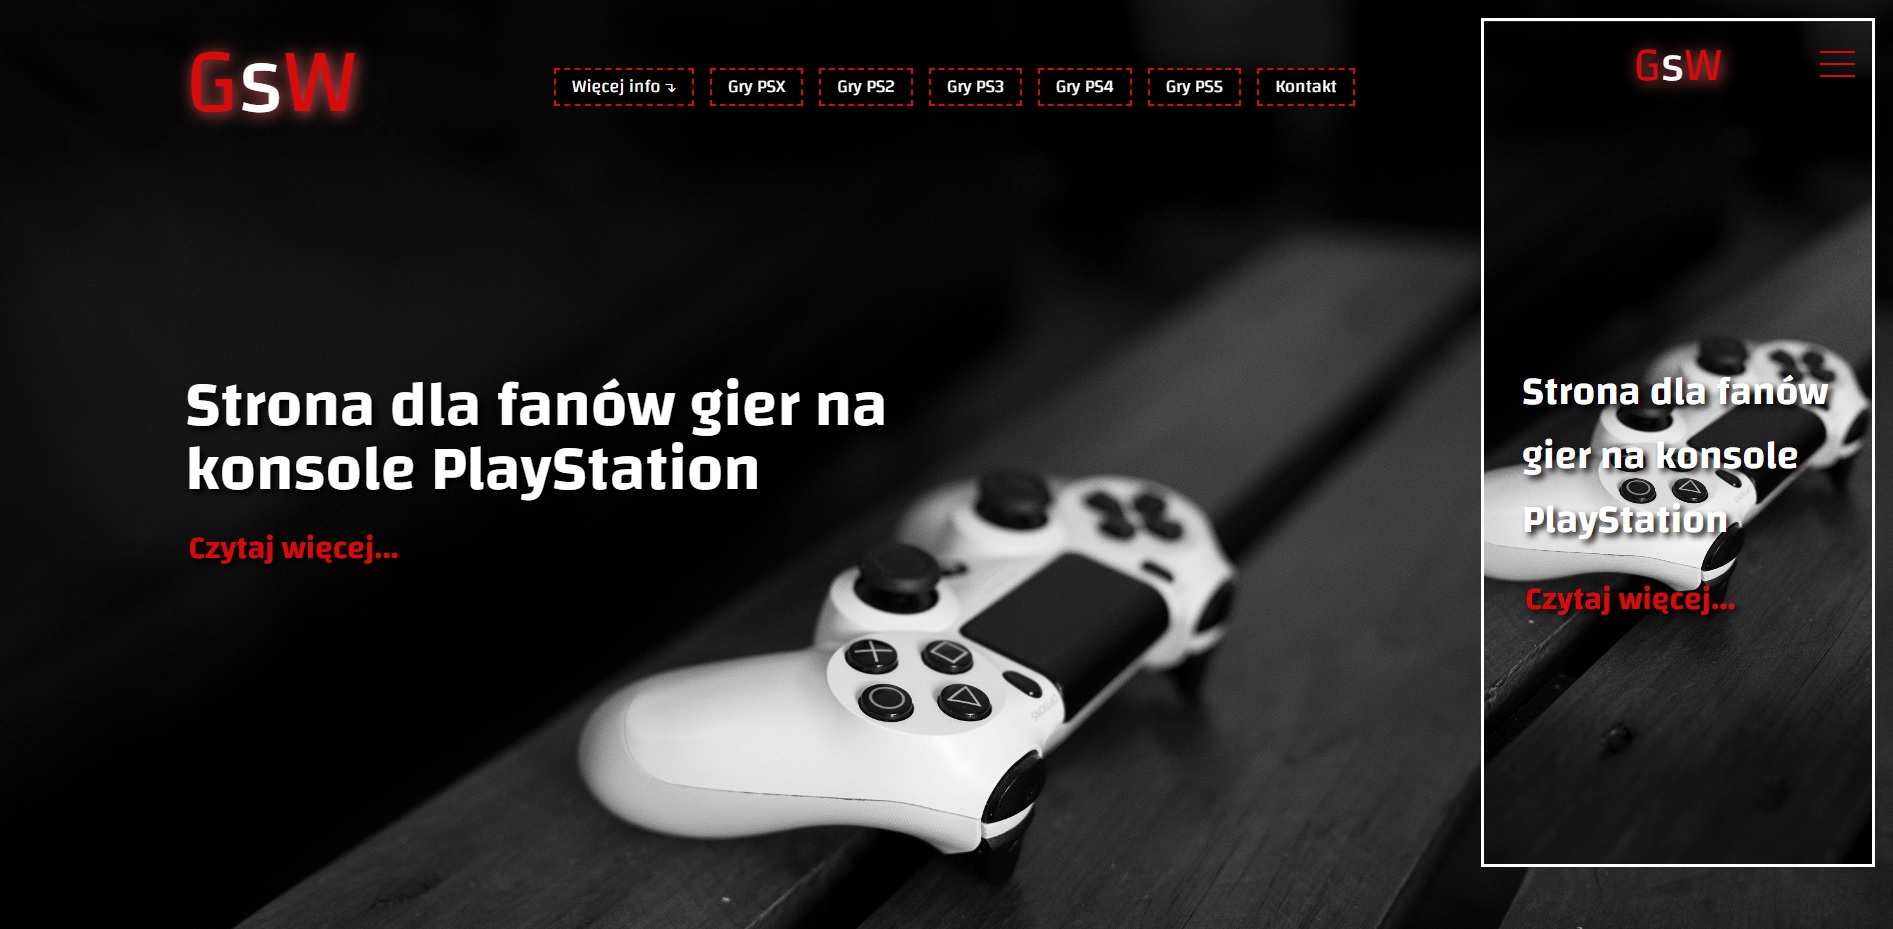 GsW
Więcej info
Gry PSX
Gry PS2
Gry PS3
Gry PS4
Gry PS5
Kontakt
Strona dla fanów gier na
konsole PlayStation
Czytaj więcej...
GsW
Strona dla fanów
gier na konsole
PlayStation
Czytaj więcej...